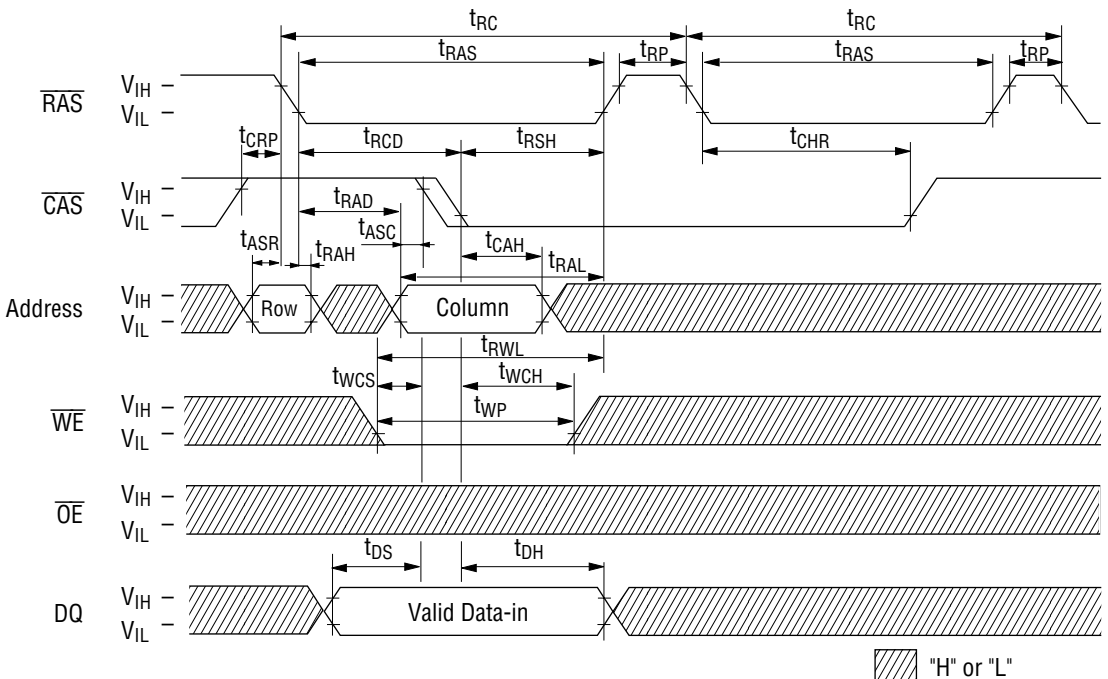 tRC tRC
tRAS tRP tRAS tRP
RAS VIH VIL
tCRP tRCD tRSH tCHR
CAS VIH VIL
tRAD
tASR tRAH tASC tCAH tRAL
Address VIH VIL Row Column
tRWL
tWCS tWCH
tWP
WE VIH VIL
OE VIH VIL
tDS tDH
DQ VIH VIL Valid Data-in
"H" or "L"